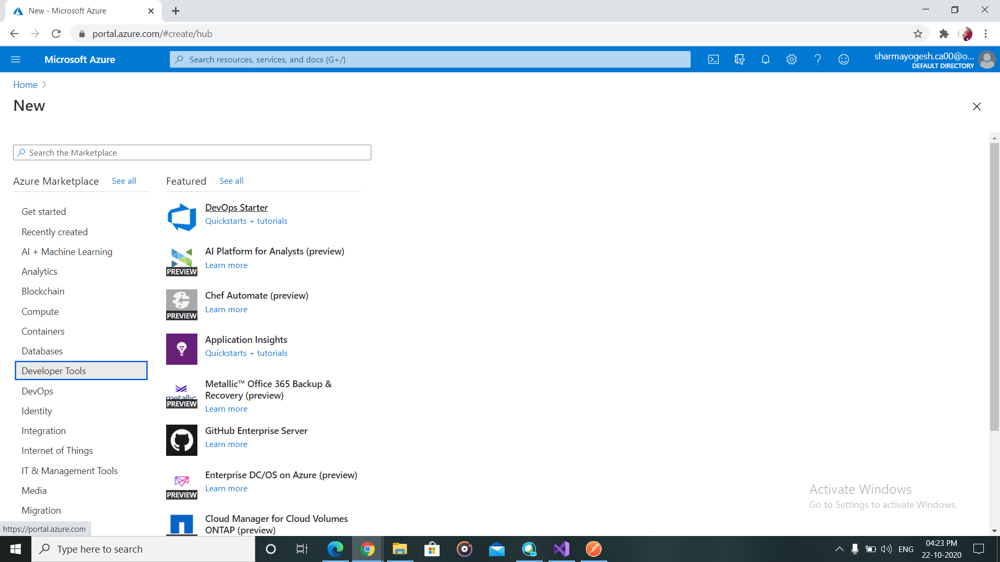 New - Microsoft Azure
portal.azure.com/#create/hub
Microsoft Azure
Search resources, services, and docs (G+/)
sharmayogesh.ca00@o...
DEFAULT DIRECTORY
Home
New
Search the Marketplace
Azure Marketplace See all
Get started
Recently created
AI + Machine Learning
Analytics
Blockchain
Compute
Containers
Databases
Developer Tools
DevOps
Identity
Integration
Internet of Things
IT & Management Tools
Media
Migration
Featured See all
DevOps Starter
Quickstarts + tutorials
PREVIEW
AI Platform for Analysts (preview)
Learn more
PREVIEW
Chef Automate (preview)
Learn more
Application Insights
Quickstarts + tutorials
metallic
PREVIEW
Metallic™ Office 365 Backup &
Recovery (preview)
Learn more
GitHub Enterprise Server
Learn more
PREVIEW
Enterprise DC/OS on Azure (preview)
Learn more
Cloud Manager for Cloud Volumes
ONTAP (preview)
Activate Windows
Go to Settings to activate Windows.
https://portal.azure.com
Type here to search
ENG
04:23 PM
22-10-2020